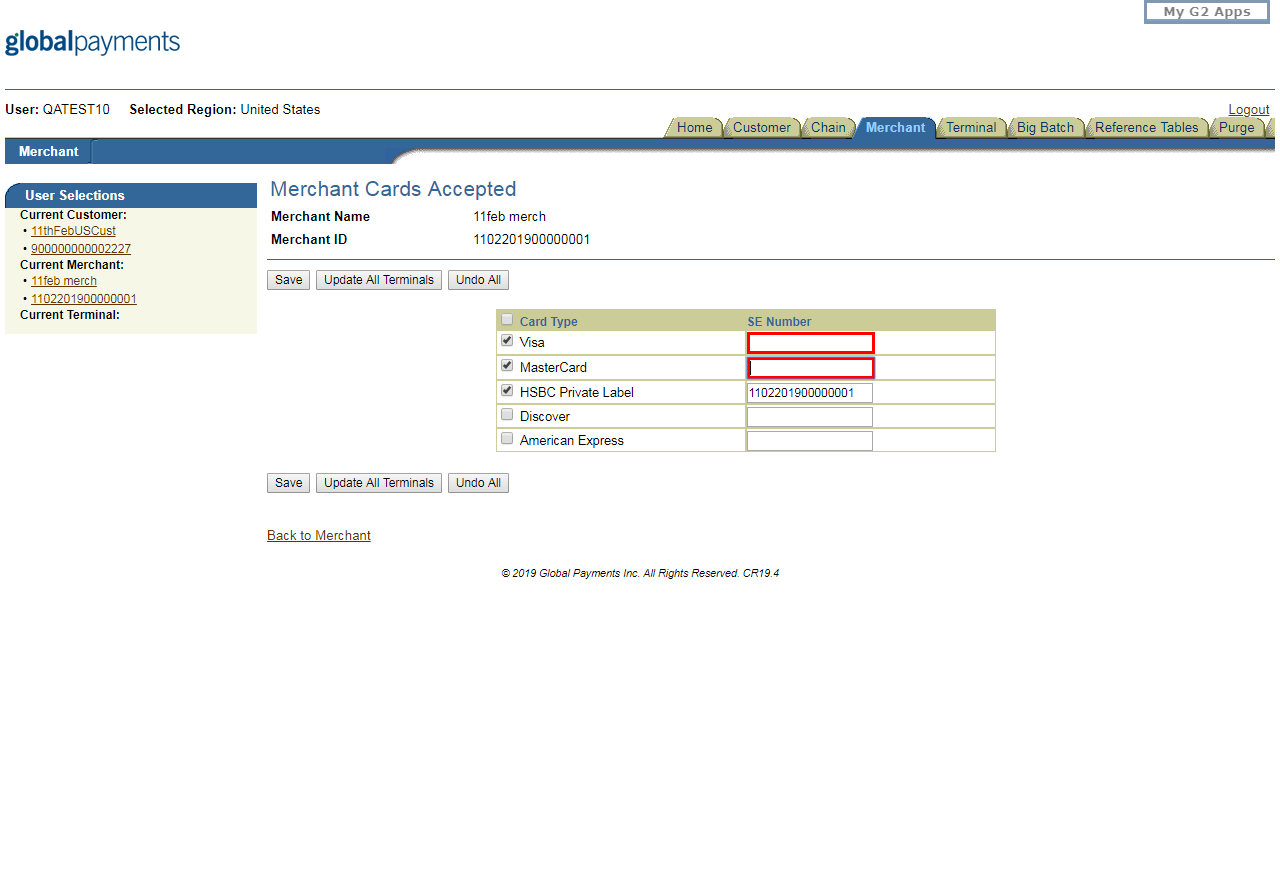 My G2 Apps
globalpayments
User: QATEST10 Selected Region: United States
Logout
Home Customer Chain Merchant Terminal Big Batch Reference Tables Purge
Merchant
User Selections
Current Customer:
• 11thFebUSCust
• 900000000002227
Current Merchant:
• 11feb merch
• 1102201900000001
Current Terminal:
Merchant Cards Accepted
Merchant Name 11feb merch
Merchant ID 1102201900000001
Save Update All Terminals Undo All
Card Type SE Number
Visa
MasterCard
HSBC Private Label 1102201900000001
Discover
American Express
Save Update All Terminals Undo All
Back to Merchant
© 2019 Global Payments Inc. All Rights Reserved. CR19.4